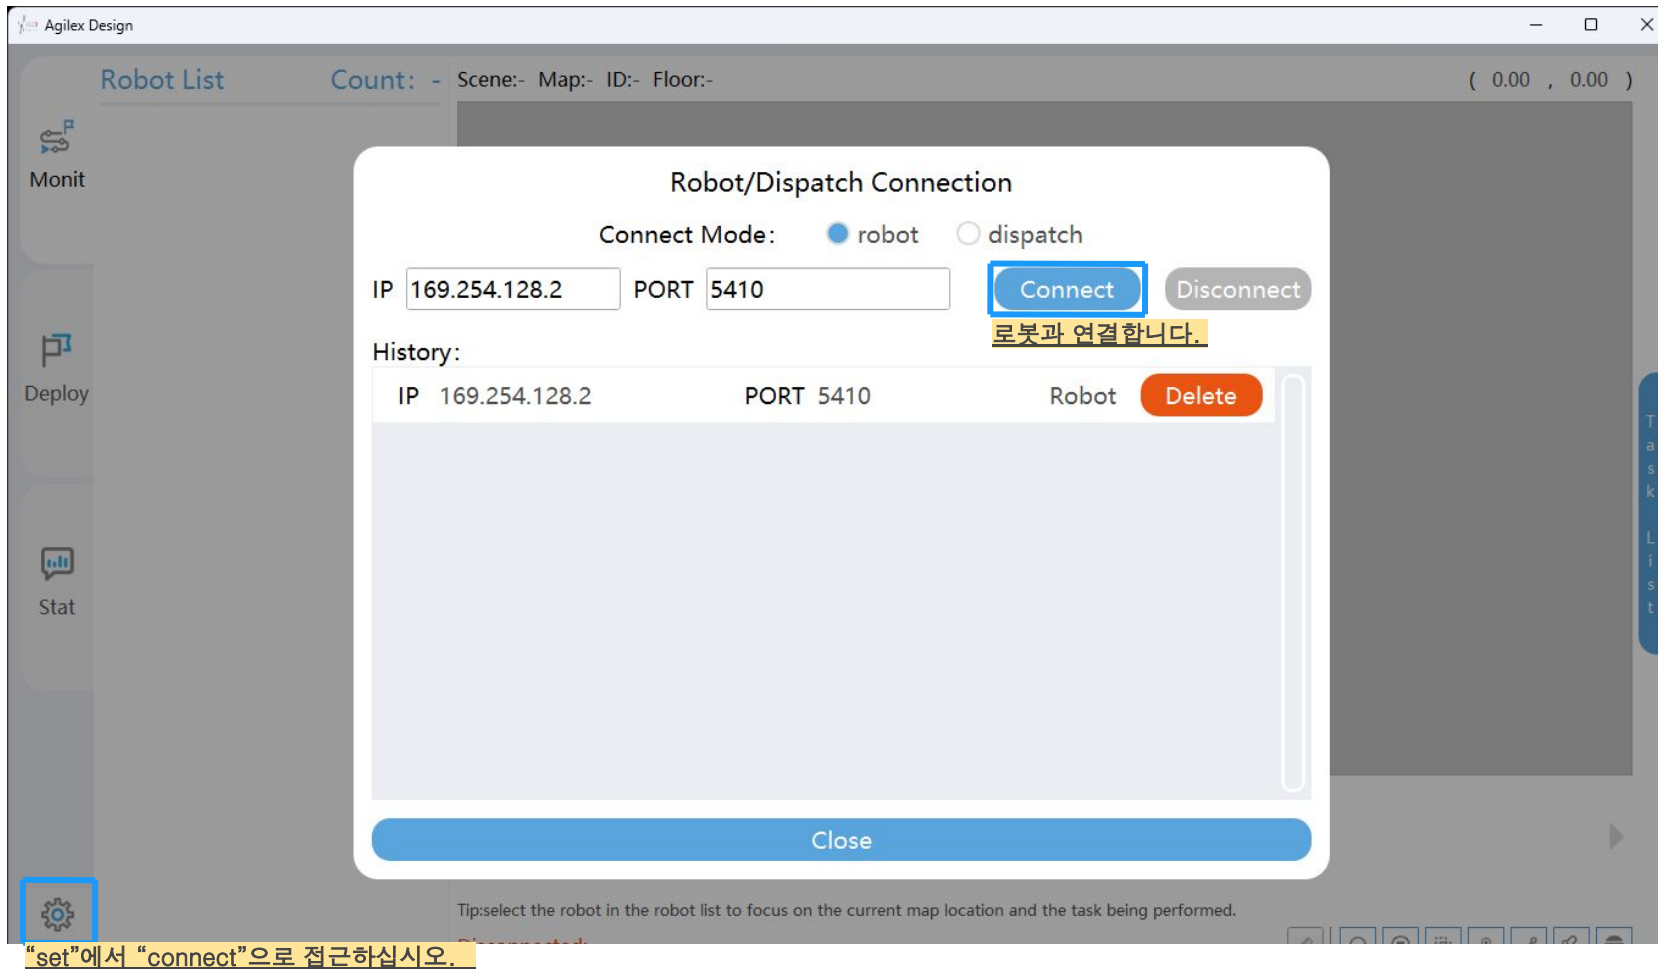 Agilex Design
Robot List Count: -
Scene:- Map:- ID:- Floor:- ( 0.00 , 0.00 )
Monit
Deploy
Stat
Robot/Dispatch Connection
Connect Mode: robot dispatch
IP 169.254.128.2 PORT 5410 Connect Disconnect
로봇과 연결합니다.
History:
IP 169.254.128.2 PORT 5410 Robot Delete
Close
Task List
Tip:select the robot in the robot list to focus on the current map location and the task being performed.
“set”에서 “connect”으로 접근하십시오.